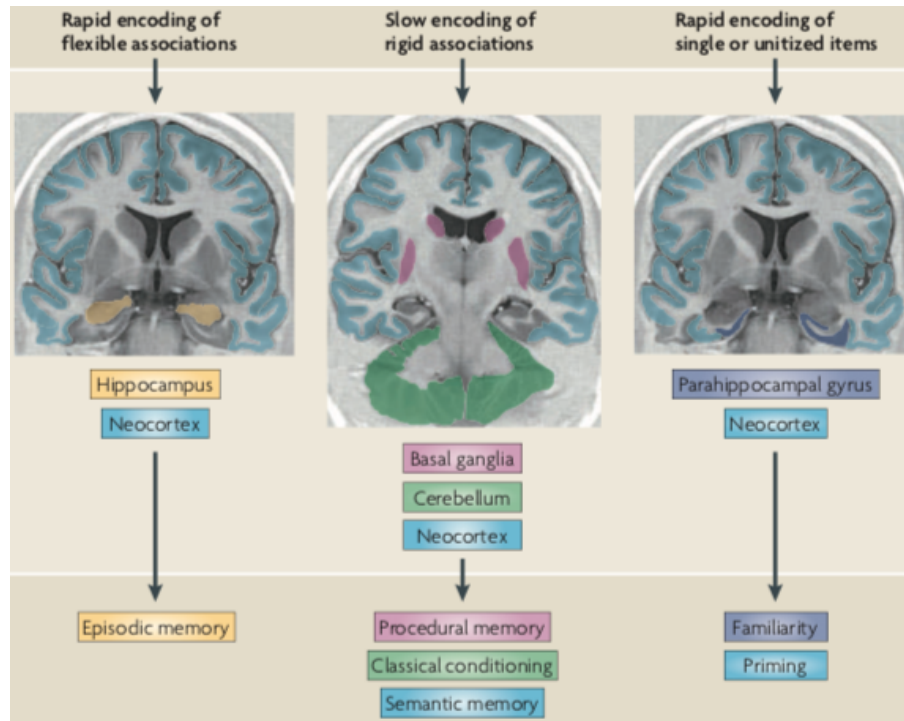 Rapid encoding of
flexible associations
Slow encoding of
rigid associations
Rapid encoding of
single or unitized items
Hippocampus
Neocortex
Basal ganglia
Cerebellum
Neocortex
Parahippocampal gyrus
Neocortex
Episodic memory
Procedural memory
Classical conditioning
Semantic memory
Familiarity
Priming